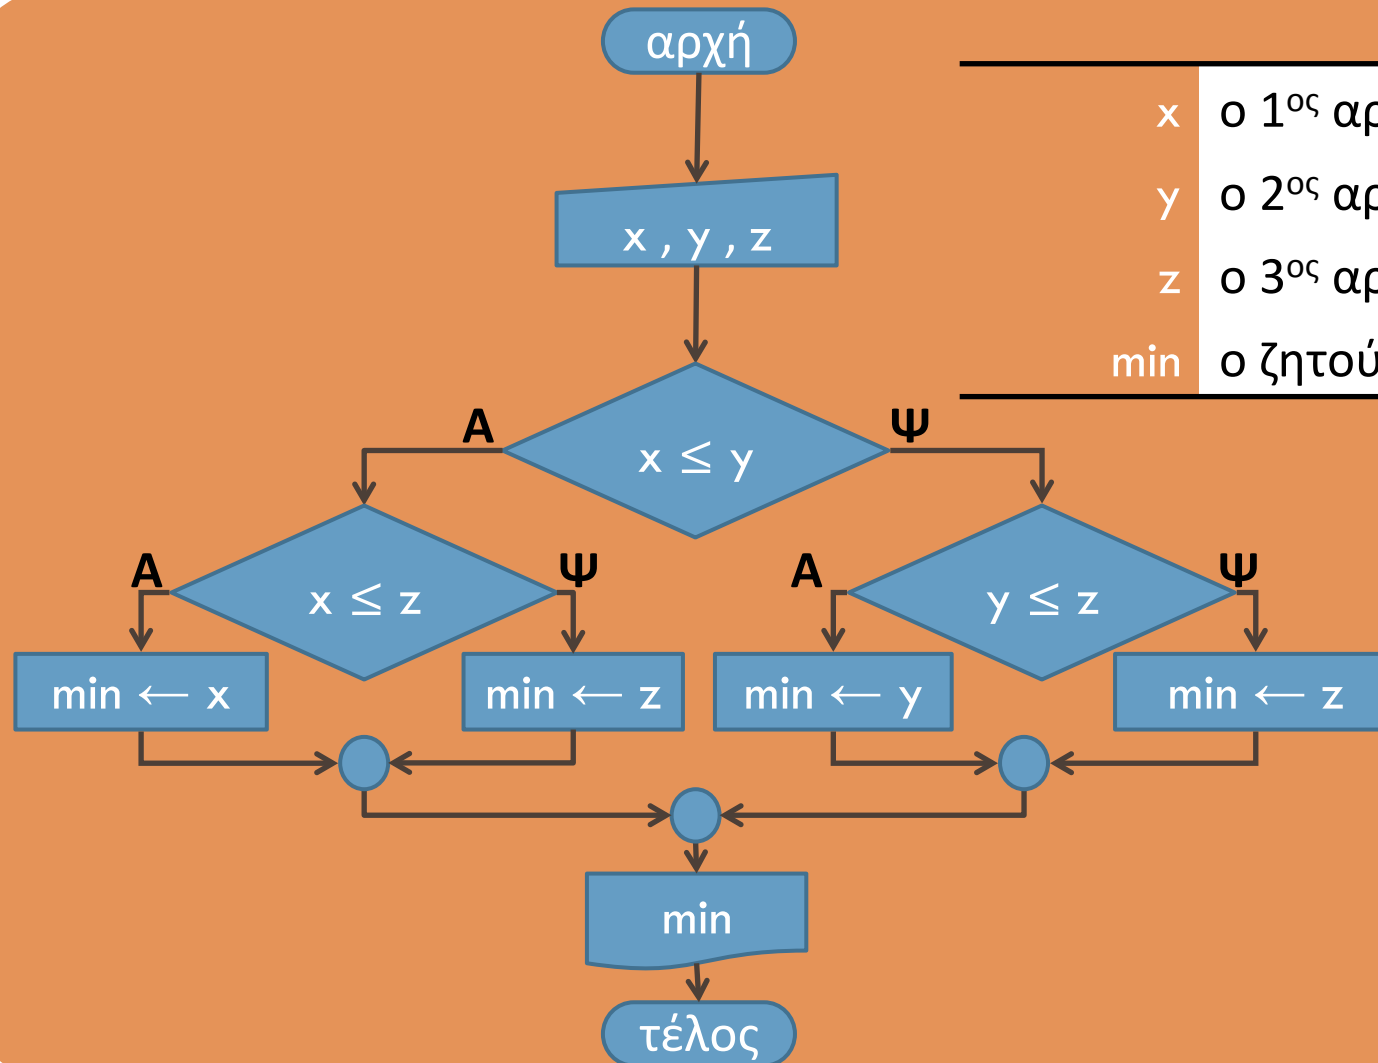 αρχή
x ο 1ος
y ο 2ος
z ο 3ος
min ο
x , y , z
Α Ψ
x ≤ y
Α Ψ Α Ψ
x ≤ z y ≤ z
min ← x min ← z min ← y min ← z
min
τέλος